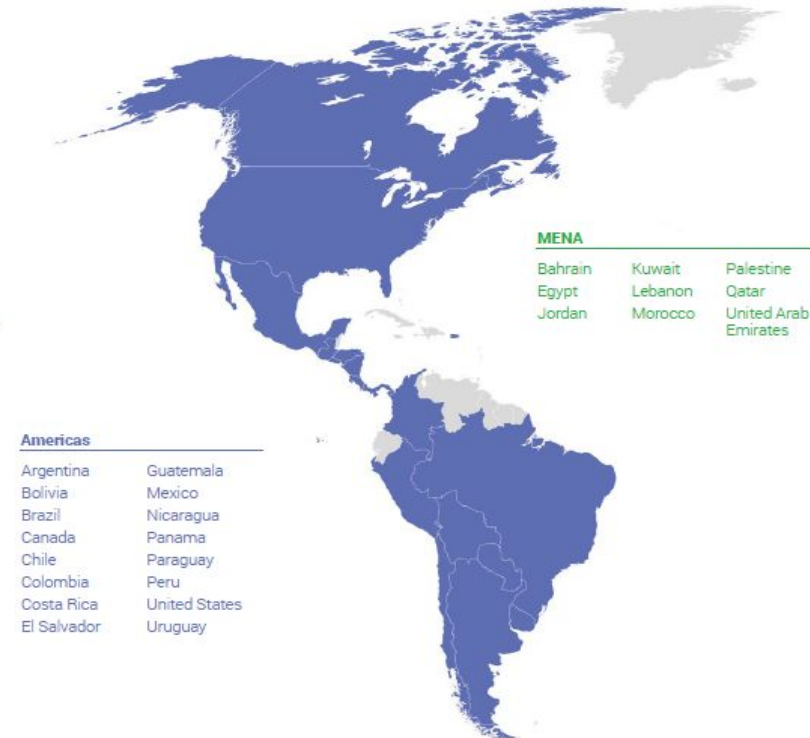 MENA
Bahrain Kuwait Palestine
Egypt Lebanon Qatar
Jordan Morocco United Arab
Emirates
Americas
Argentina Guatemala
Bolivia Mexico
Brazil Nicaragua
Canada Panama
Chile Paraguay
Colombia Peru
Costa Rica United States
El Salvador Uruguay